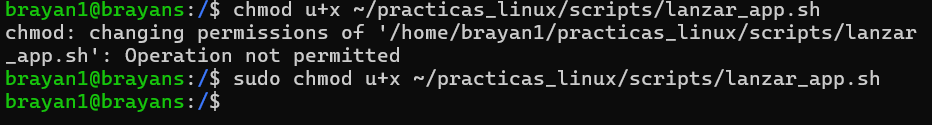 brayan1@brayans:/$ chmod u+x ~/practicas_linux/scripts/lanzar_app.sh
chmod: changing permissions of '/home/brayan1/practicas_linux/scripts/lanzar
_app.sh': Operation not permitted
brayan1@brayans:/$ sudo chmod u+x ~/practicas_linux/scripts/lanzar_app.sh
brayan1@brayans:/$